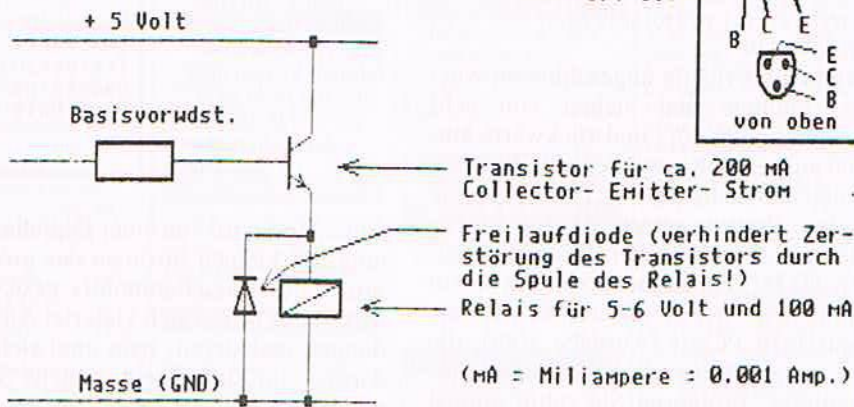 + 5 Volt
B C E
E
C
B
von oben
Basisvorwdst.
Transistor für ca. 200 mA
Collector- Emitter- Strom
Freilaufdiode (verhindert Zer-
störung des Transistors durch
die Spule des Relais!)
Relais für 5-6 Volt und 100 mA
(mA = Miliampere = 0.001 Amp.)
Masse (GND)